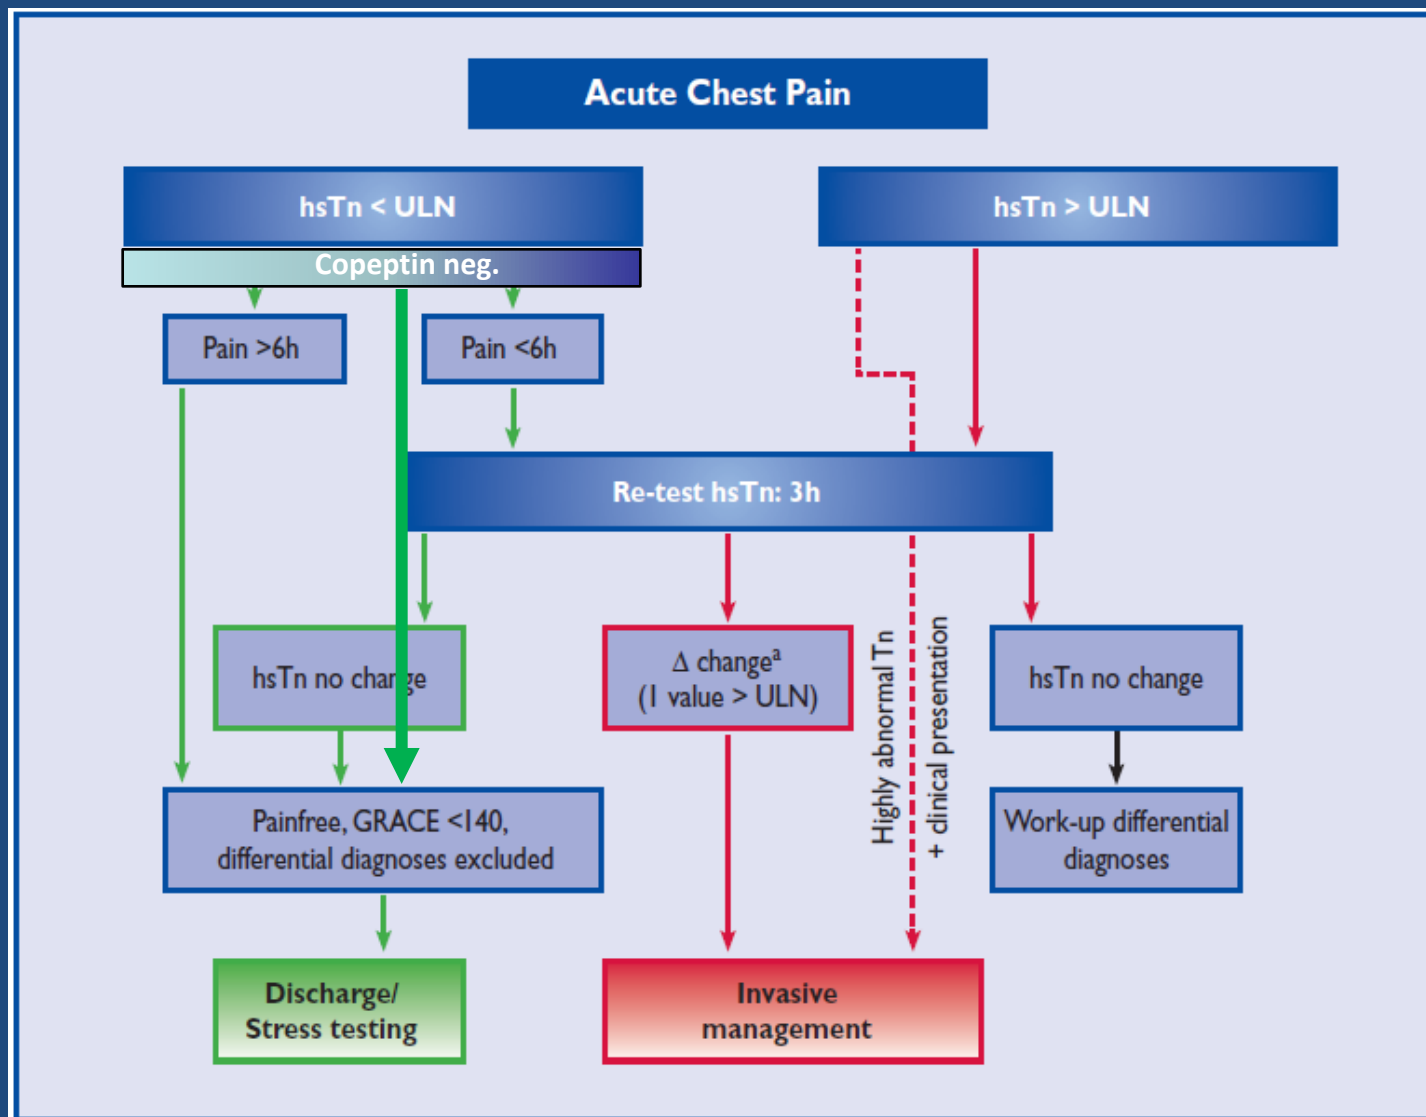 Acute Chest Pain
hsTn < ULN
hsTn > ULN
Copeptin neg.
Pain >6h
Pain <6h
Re-test hsTn: 3h
hsTn no change
Δ changeᵃ
(1 value > ULN)
Highly abnormal Tn
+ clinical presentation
hsTn no change
Painfree, GRACE <140,
differential diagnoses excluded
Work-up differential
diagnoses
Discharge/
Stress testing
Invasive
management